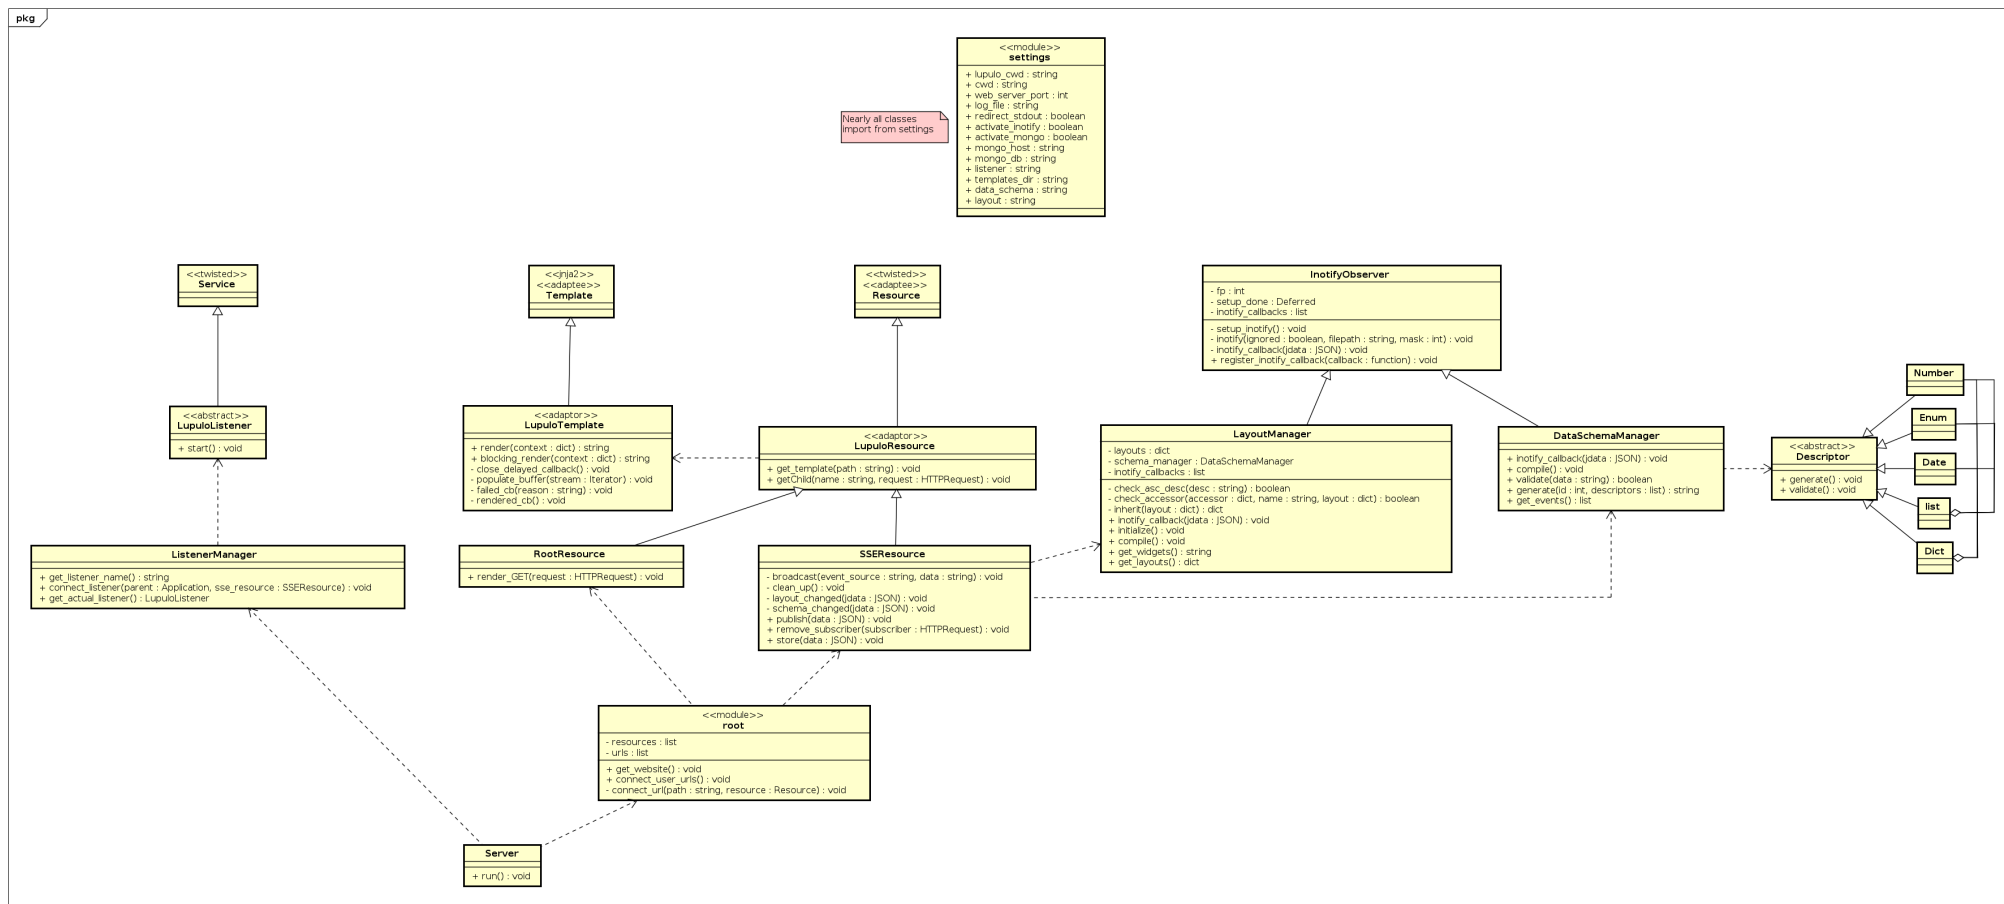 pkg
<<module>>
settings
+ lupulo_cwd : string
+ cwd : string
+ web_server_port : int
+ log_file : string
+ redirect_stdout : boolean
+ activate_inotify : boolean
+ activate_mongo : boolean
+ mongo_host : string
+ mongo_db : string
+ listener : string
+ templates_dir : string
+ data_schema : string
+ layout : string
Nearly all classes
import from settings
<<twisted>>
Service
<<jnja2>>
<<adaptee>>
Template
<<twisted>>
<<adaptee>>
Resource
InotifyObserver
- fp : int
- setup_done : Deferred
- inotify_callbacks : list
- setup_inotify() : void
- inotify(ignored : boolean, filepath : string, mask : int) : void
- inotify_callback(jdata : JSON) : void
+ register_inotify_callback(callback : function) : void
<<abstract>>
LupuloListener
+ start() : void
<<adaptor>>
LupuloTemplate
+ render(context : dict) : string
+ blocking_render(context : dict) : string
- close_delayed_callback() : void
- populate_buffer(stream : Iterator) : void
- failed_cb(reason : string) : void
- rendered_cb() : void
<<adaptor>>
LupuloResource
+ get_template(path : string) : void
+ getChild(name : string, request : HTTPRequest) : void
LayoutManager
- layouts : dict
- schema_manager : DataSchemaManager
- inotify_callbacks : list
- check_asc_desc(desc : string) : boolean
- check_accessor(accessor : dict, name : string, layout : dict) : boolean
- inherit(layout : dict) : dict
+ inotify_callback(jdata : JSON) : void
+ initialize() : void
+ compile() : void
+ get_widgets() : string
+ get_layouts() : dict
DataSchemaManager
+ inotify_callback(jdata : JSON) : void
+ compile() : void
+ validate(data : string) : boolean
+ generate(id : int, descriptors : list) : string
+ get_events() : list
<<abstract>>
Descriptor
+ generate() : void
+ validate() : void
Number
Enum
Date
list
Dict
ListenerManager
+ get_listener_name() : string
+ connect_listener(parent : Application, sse_resource : SSEResource) : void
+ get_actual_listener() : LupuloListener
RootResource
+ render_GET(request : HTTPRequest) : void
SSEResource
- broadcast(event_source : string, data : string) : void
- clean_up() : void
- layout_changed(jdata : JSON) : void
- schema_changed(jdata : JSON) : void
+ publish(data : JSON) : void
+ remove_subscriber(subscriber : HTTPRequest) : void
+ store(data : JSON) : void
<<module>>
root
- resources : list
- urls : list
+ get_website() : void
+ connect_user_urls() : void
- connect_url(path : string, resource : Resource) : void
Server
+ run() : void